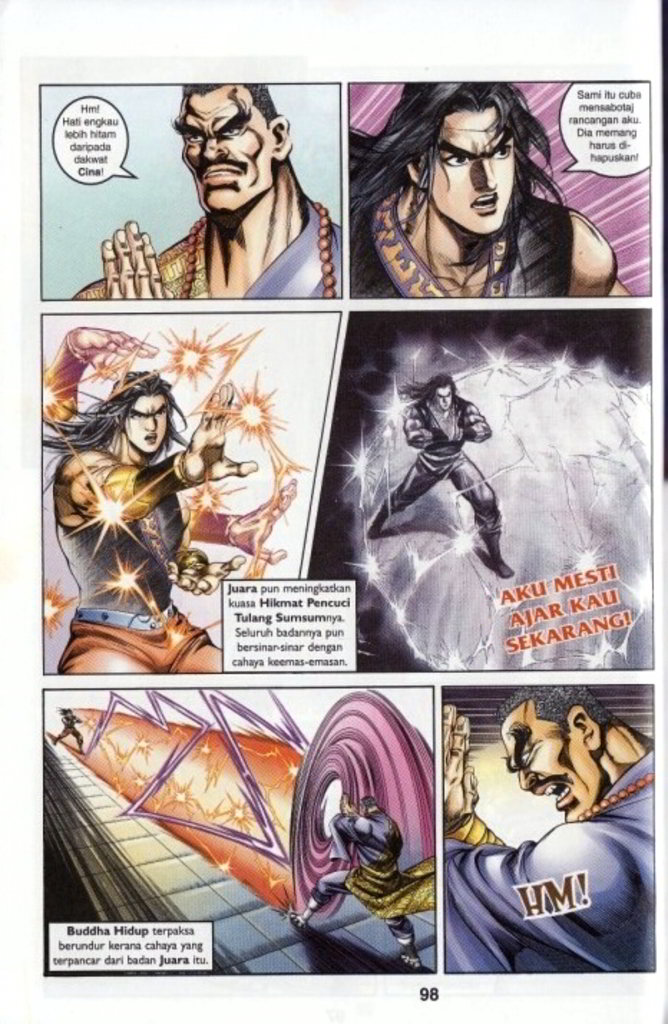 Hm!
Hati engkau
lebih hitam
daripada
dakwat
Cina!
Sami itu cuba
mensabotaj
rancangan aku.
Dia memang
harus di-
hapuskan!
Juara pun meningkatkan
kuasa Hikmat Pencuci
Tulang Sumsumnya.
Seluruh badannya pun
bersinar-sinar dengan
cahaya keemas-emasan.
AKU MESTI
AJAR KAU
SEKARANG!
Buddha Hidup terpaksa
berundur kerana cahaya yang
terpancar dari badan Juara itu.
HM!
98